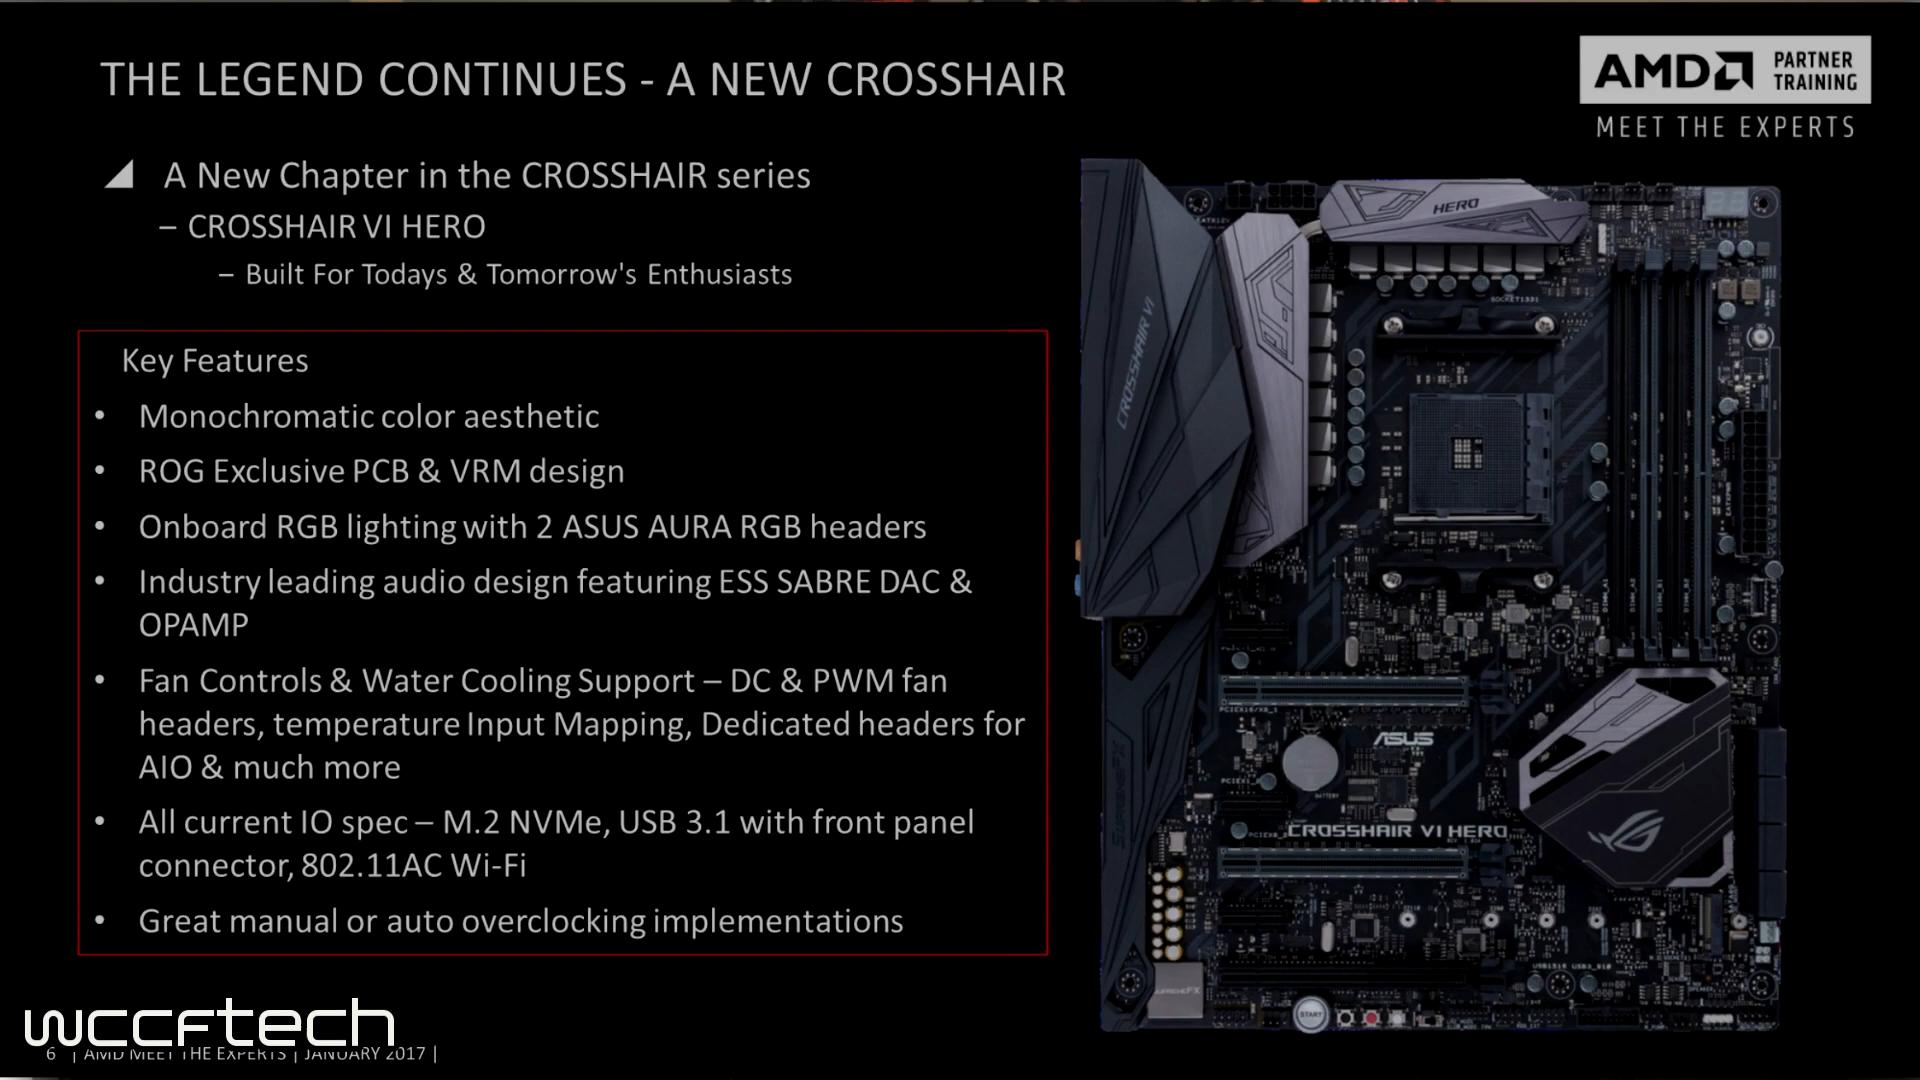 THE LEGEND CONTINUES - A NEW CROSSHAIR
AMD PARTNER TRAINING
MEET THE EXPERTS
A New Chapter in the CROSSHAIR series
– CROSSHAIR VI HERO
– Built For Todays & Tomorrow's Enthusiasts
Key Features
• Monochromatic color aesthetic
• ROG Exclusive PCB & VRM design
• Onboard RGB lighting with 2 ASUS AURA RGB headers
• Industry leading audio design featuring ESS SABRE DAC &
OPAMP
• Fan Controls & Water Cooling Support – DC & PWM fan
headers, temperature Input Mapping, Dedicated headers for
AIO & much more
• All current IO spec – M.2 NVMe, USB 3.1 with front panel
connector, 802.11AC Wi-Fi
• Great manual or auto overclocking implementations
HERO
CROSSHAIR VI
SOCKET1331
ASUS
BATTERY
CROSSHAIR VI HERO
SUPREMEFX
START
wccftech
6 | AMD MEET THE EXPERTS | JANUARY 2017 |